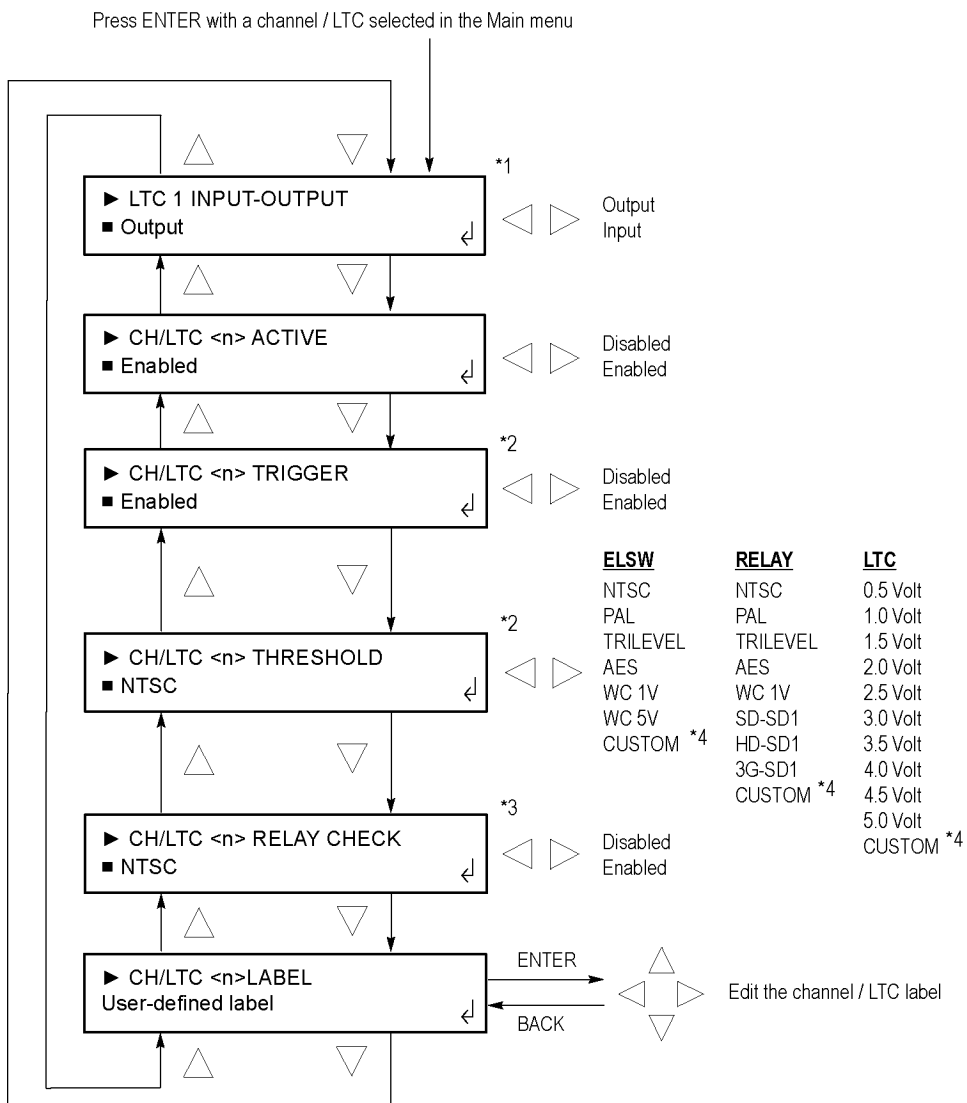 Press ENTER with a channel / LTC selected in the Main menu
*1
► LTC 1 INPUT-OUTPUT
■ Output
Output
Input
► CH/LTC <n> ACTIVE
■ Enabled
Disabled
Enabled
*2
► CH/LTC <n> TRIGGER
■ Enabled
Disabled
Enabled
*2
► CH/LTC <n> THRESHOLD
■ NTSC
ELSW
NTSC
PAL
TRILEVEL
AES
WC 1V
WC 5V
CUSTOM *4
RELAY
NTSC
PAL
TRILEVEL
AES
WC 1V
SD-SD1
HD-SD1
3G-SD1
CUSTOM *4
LTC
0.5 Volt
1.0 Volt
1.5 Volt
2.0 Volt
2.5 Volt
3.0 Volt
3.5 Volt
4.0 Volt
4.5 Volt
5.0 Volt
CUSTOM *4
*3
► CH/LTC <n> RELAY CHECK
■ NTSC
Disabled
Enabled
► CH/LTC <n>LABEL
User-defined label
ENTER
BACK
Edit the channel / LTC label